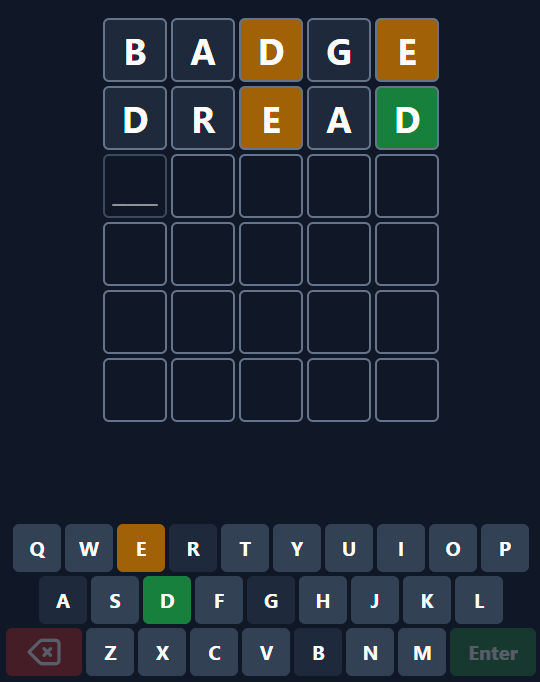 B A D G E
D R E A D
Q W E R T Y U I O P
A S D F G H J K L
Z X C V B N M Enter